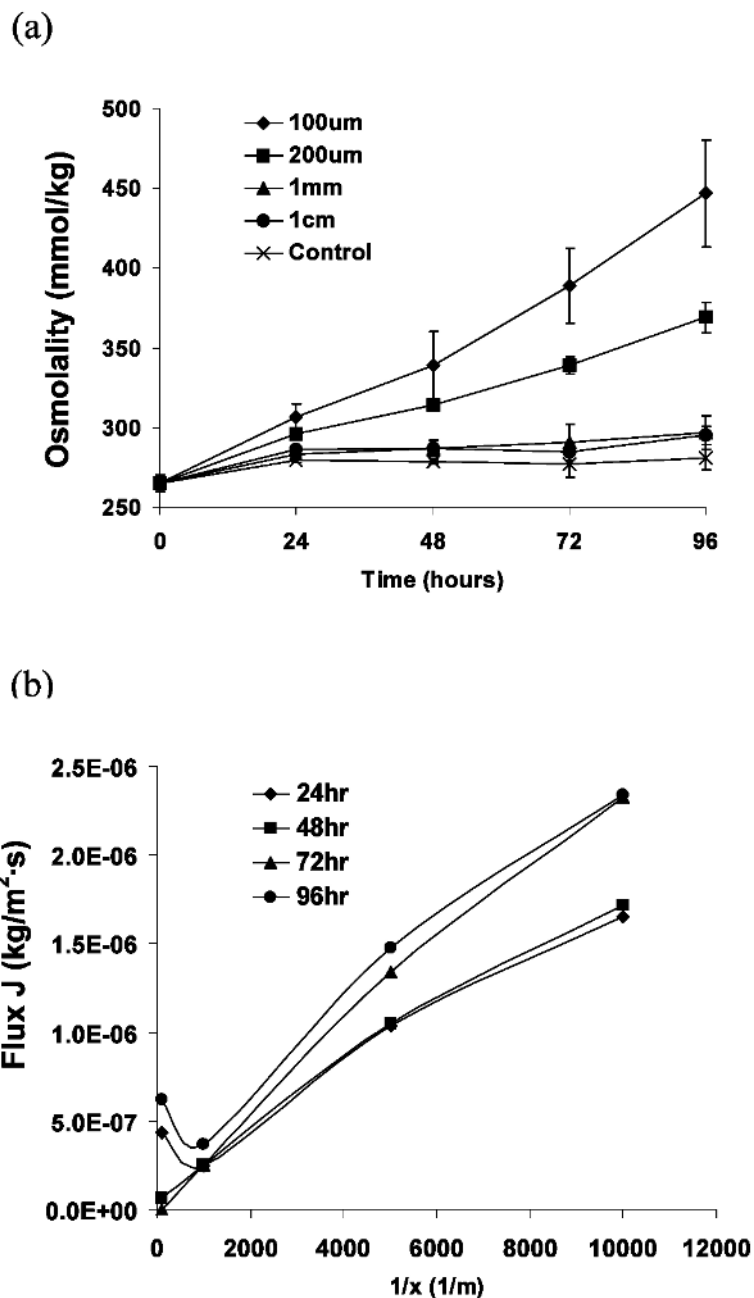 (a)
500
450
400
350
300
250
Osmolality (mmol/kg)
100um
200um
1mm
1cm
Control
0 24 48 72 96
Time (hours)
(b)
2.5E-06
2.0E-06
1.5E-06
1.0E-06
5.0E-07
0.0E+00
Flux J (kg/m²·s)
24hr
48hr
72hr
96hr
0 2000 4000 6000 8000 10000 12000
1/x (1/m)